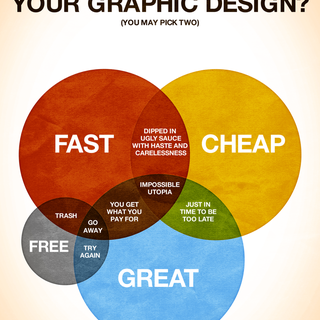 YOUR GRAPHIC DESIGN?
(YOU MAY PICK TWO)
FAST
DIPPED IN
UGLY SAUCE
WITH HASTE AND
CARELESSNESS
CHEAP
IMPOSSIBLE
UTOPIA
YOU GET
WHAT YOU
PAY FOR
JUST IN
TIME TO BE
TOO LATE
TRASH
GO
AWAY
FREE
TRY
AGAIN
GREAT